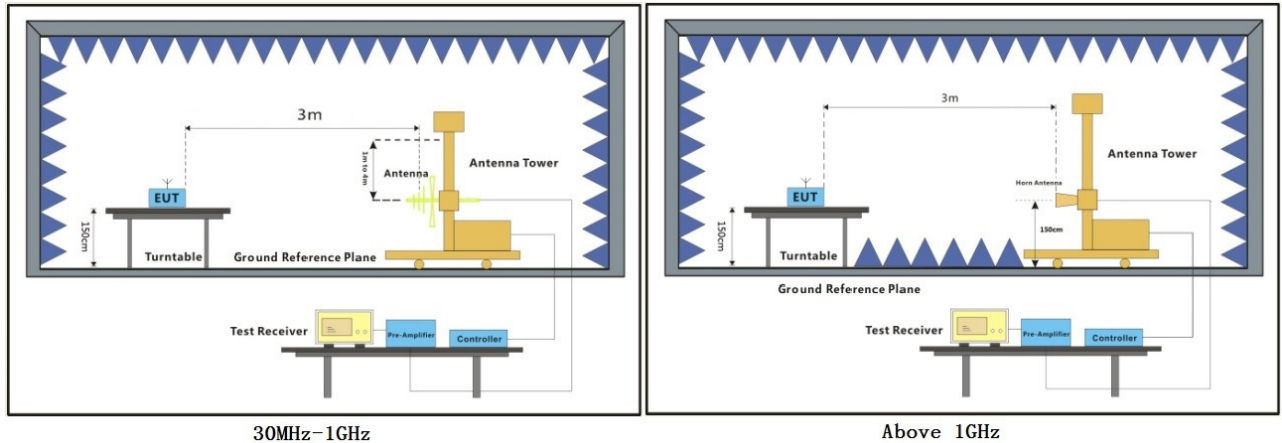 3m
1m to 4m
Antenna
Antenna Tower
EUT
150cm
Turntable
Ground Reference Plane
Test Receiver
Pre-Amplifier
Controller
30MHz-1GHz
3m
Antenna Tower
Horn Antenna
EUT
150cm
150cm
Turntable
Ground Reference Plane
Test Receiver
Pre-Amplifier
Controller
Above 1GHz